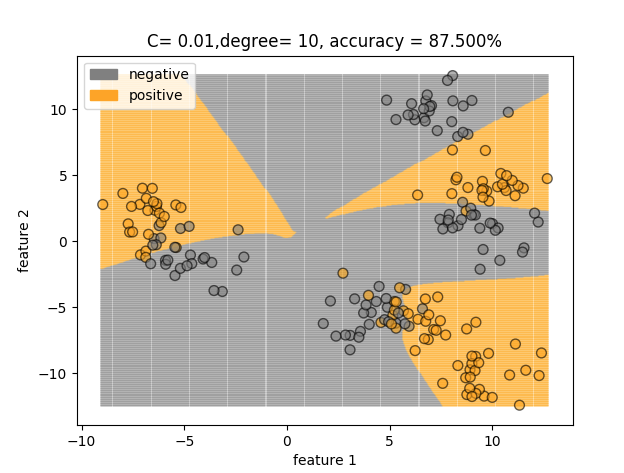 C= 0.01,degree= 10, accuracy = 87.500%
negative
positive
10
5
0
−5
−10
feature 2
−10
−5
0
5
10
feature 1